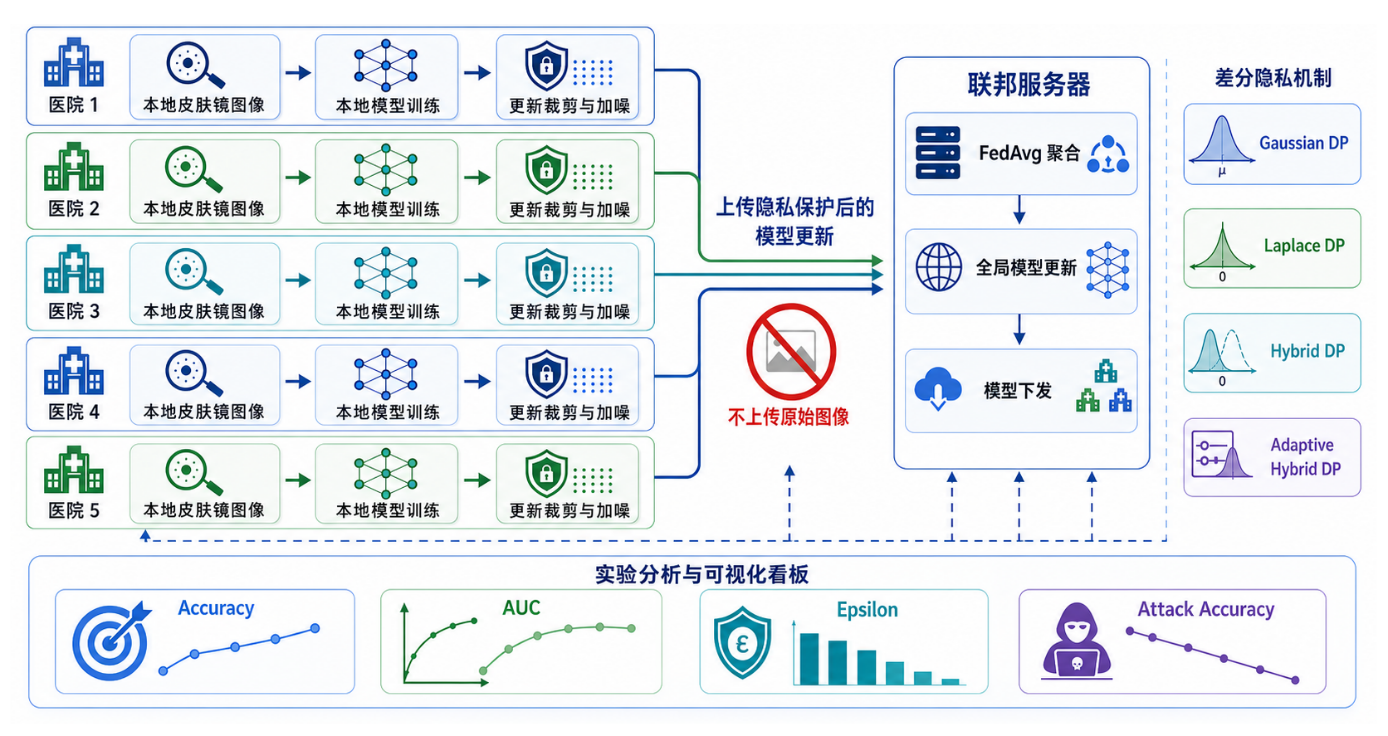 医院 1
本地皮肤镜图像
本地模型训练
更新裁剪与加噪
医院 2
本地皮肤镜图像
本地模型训练
更新裁剪与加噪
医院 3
本地皮肤镜图像
本地模型训练
更新裁剪与加噪
医院 4
本地皮肤镜图像
本地模型训练
更新裁剪与加噪
医院 5
本地皮肤镜图像
本地模型训练
更新裁剪与加噪
上传隐私保护后的
模型更新
不上传原始图像
联邦服务器
FedAvg 聚合
全局模型更新
模型下发
差分隐私机制
Gaussian DP
μ
Laplace DP
0
Hybrid DP
0
Adaptive
Hybrid DP
实验分析与可视化看板
Accuracy
AUC
Epsilon
£
Attack Accuracy